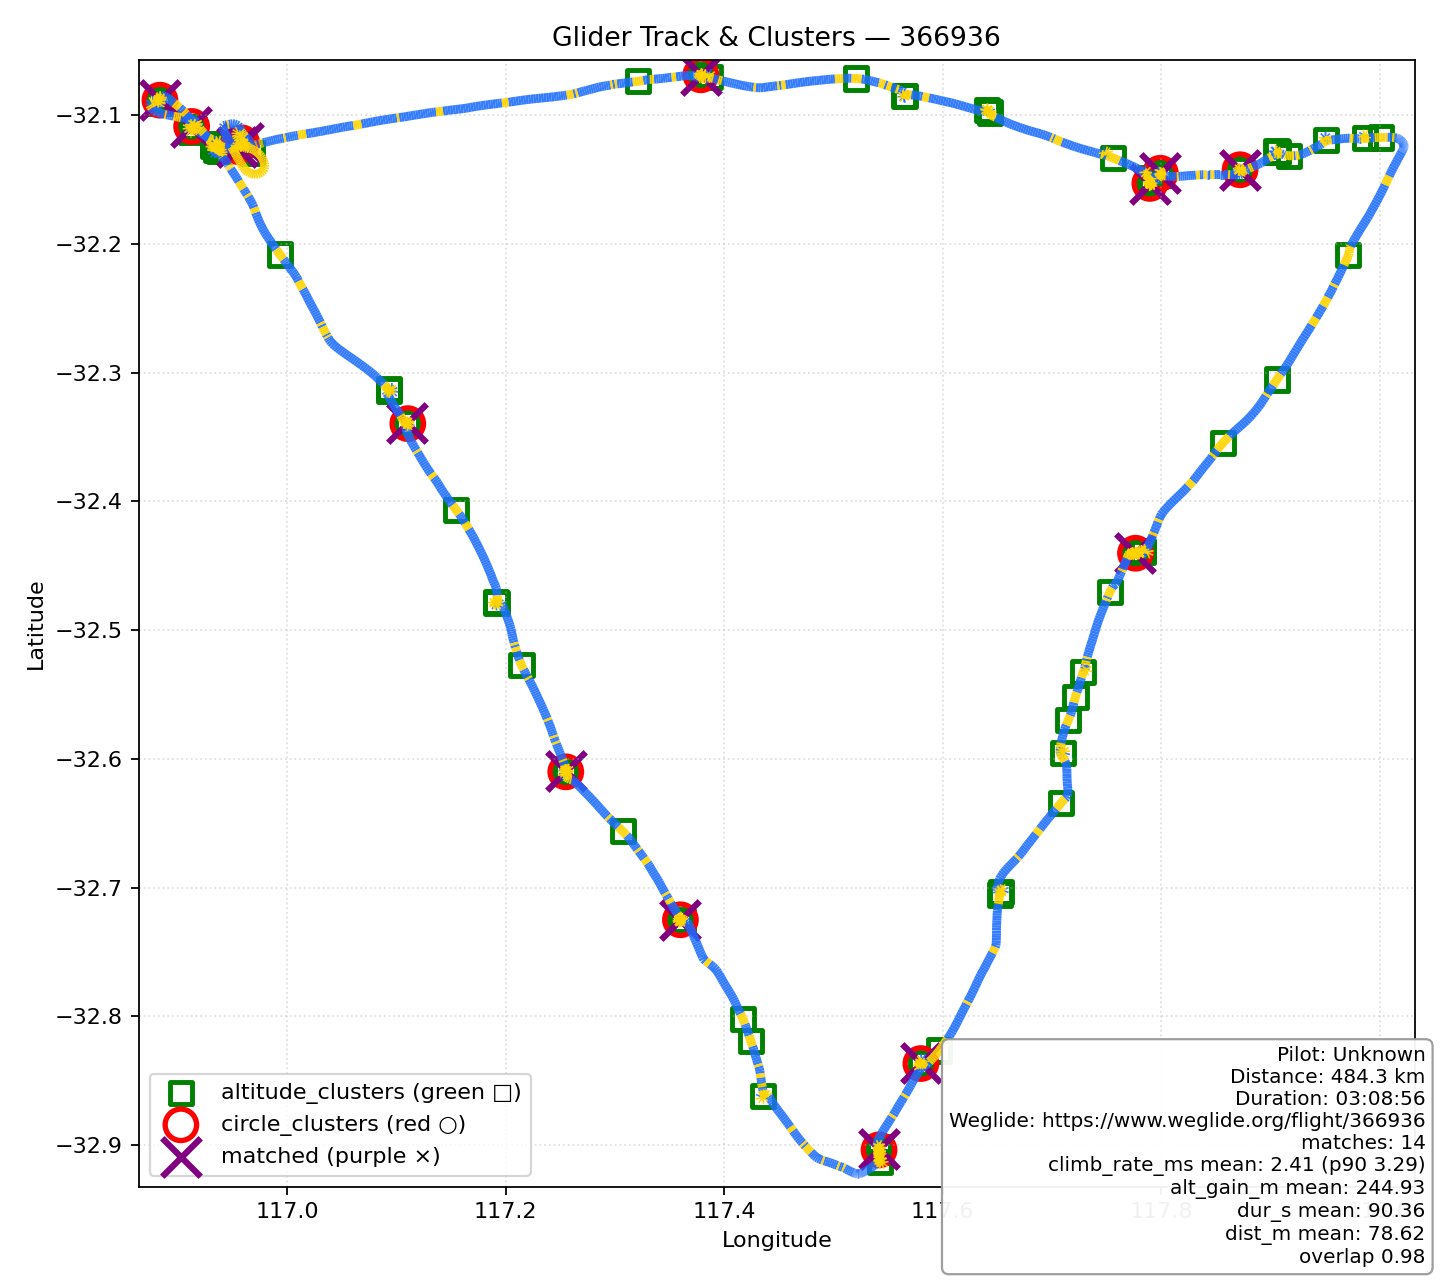 Glider Track & Clusters — 366936
−32.1
−32.2
−32.3
−32.4
−32.5
−32.6
−32.7
−32.8
−32.9
Latitude
altitude_clusters (green □)
circle_clusters (red ○)
matched (purple ×)
Pilot: Unknown
Distance: 484.3 km
Duration: 03:08:56
Weglide: https://www.weglide.org/flight/366936
matches: 14
climb_rate_ms mean: 2.41 (p90 3.29)
alt_gain_m mean: 244.93
dur_s mean: 90.36
dist_m mean: 78.62
overlap 0.98
117.0 117.2 117.4 117.6 117.8
Longitude